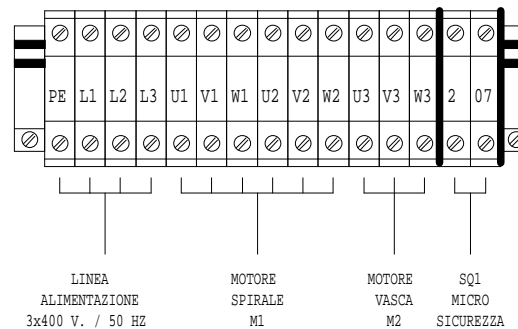 PE L1 L2 L3 U1 V1 W1 U2 V2 W2 U3 V3 W3 2 07
LINEA
ALIMENTAZIONE
3x400 V. / 50 HZ
MOTORE
SPIRALE
M1
MOTORE
VASCA
M2
SQ1
MICRO
SICUREZZA